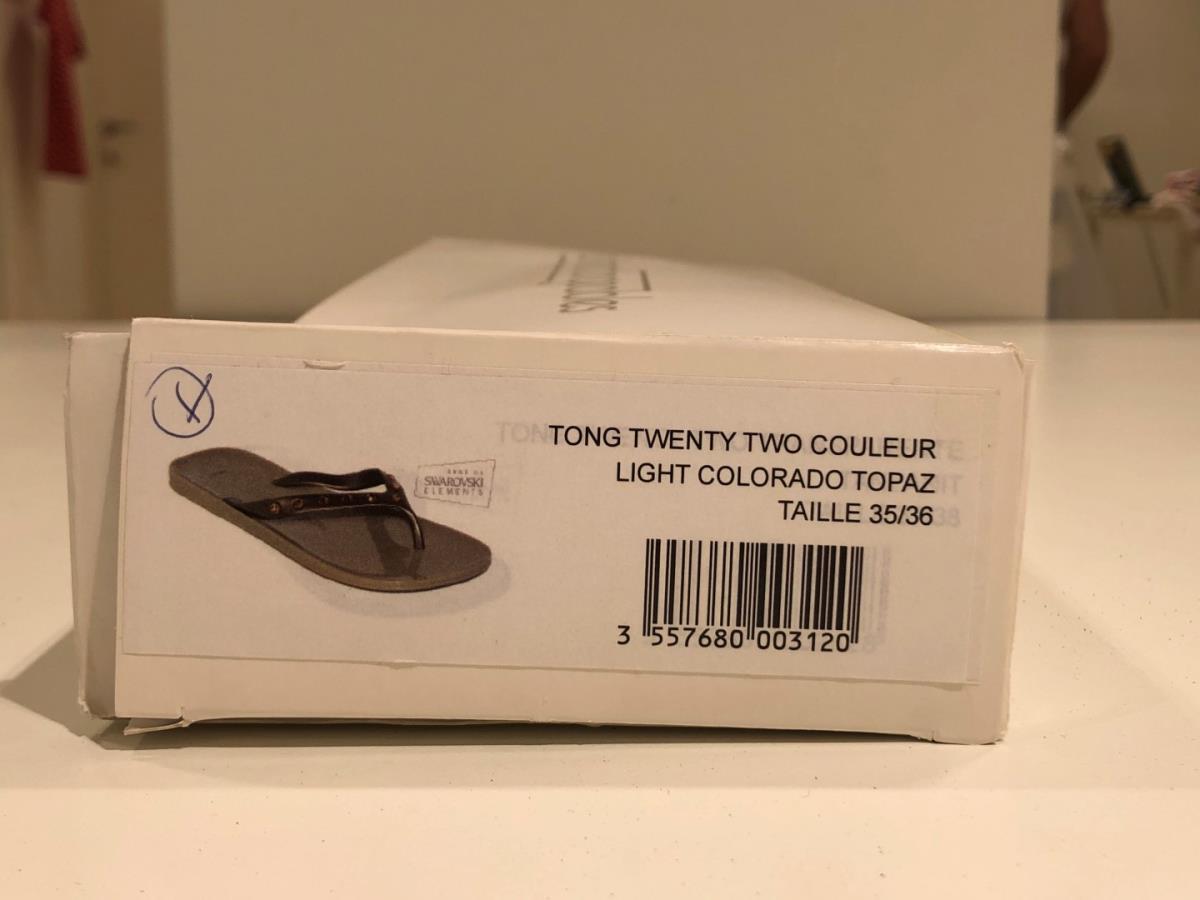 TONG TWENTY TWO COULEUR
LIGHT COLORADO TOPAZ
TAILLE 35/36
SWAROVSKI
ELEMENTS
3 557680 003120